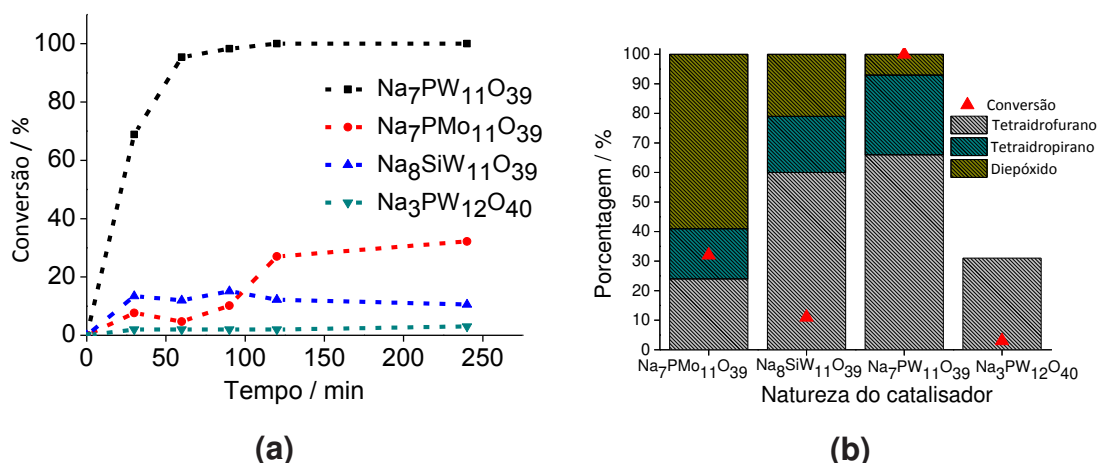 Conversão / %
100
80
60
40
20
0
Na₇PW₁₁O₃₉
Na₇PMo₁₁O₃₉
Na₈SiW₁₁O₃₉
Na₃PW₁₂O₄₀
0 50 100 150 200 250
Tempo / min
(a)
Porcentagem / %
100
90
80
70
60
50
40
30
20
10
0
Conversão
Tetraidrofurano
Tetraidropirano
Diepóxido
Na₇PMo₁₁O₃₉ Na₈SiW₁₁O₃₉ Na₇PW₁₁O₃₉ Na₃PW₁₂O₄₀
Natureza do catalisador
(b)